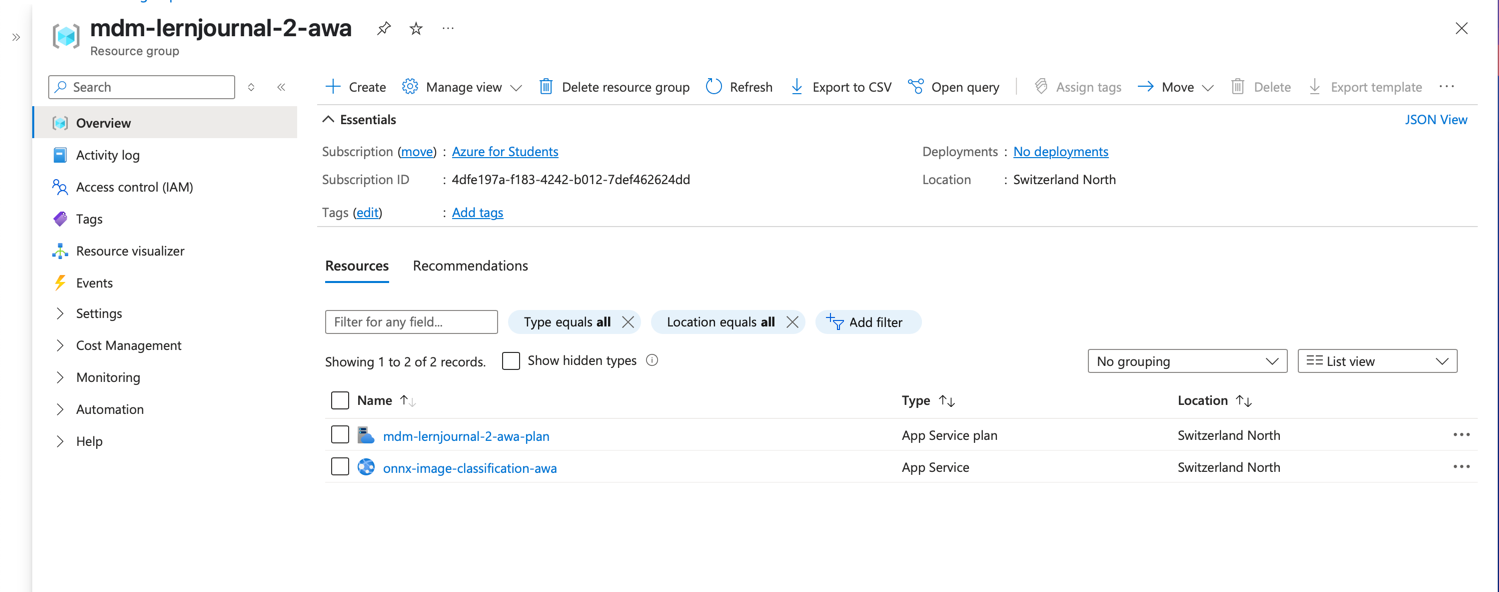 mdm-lernjournal-2-awa
Resource group
Search
Create Manage view Delete resource group Refresh Export to CSV Open query Assign tags Move Delete Export template
Overview
Activity log
Access control (IAM)
Tags
Resource visualizer
Events
Settings
Cost Management
Monitoring
Automation
Help
Essentials JSON View
Subscription (move) : Azure for Students Deployments : No deployments
Subscription ID : 4dfe197a-f183-4242-b012-7def462624dd Location : Switzerland North
Tags (edit) : Add tags
Resources Recommendations
Filter for any field... Type equals all Location equals all Add filter
Showing 1 to 2 of 2 records. Show hidden types No grouping List view
Name Type Location
mdm-lernjournal-2-awa-plan App Service plan Switzerland North
onnx-image-classification-awa App Service Switzerland North